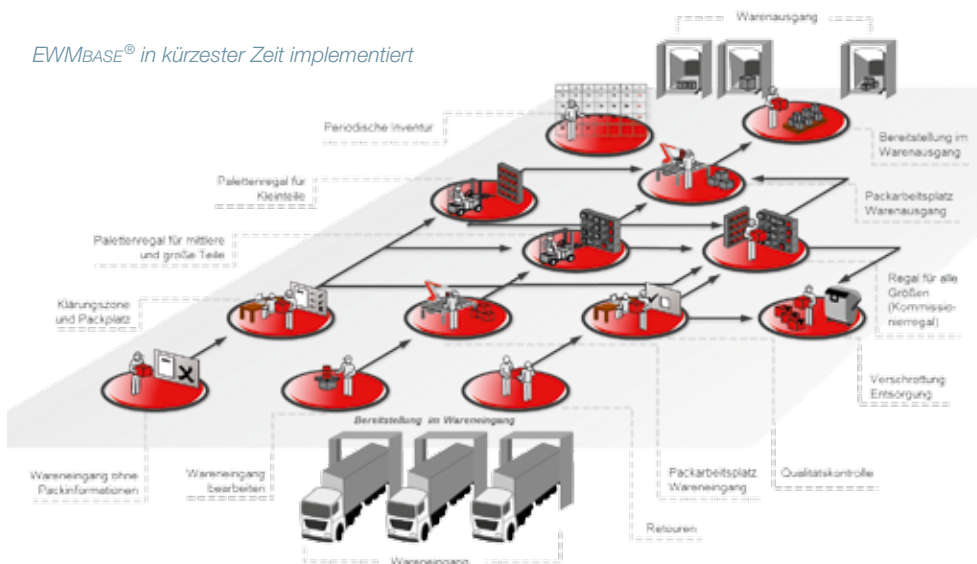 Warenausgang
EWMBASE® in kürzester Zeit implementiert
Periodische Inventur
Bereitstellung im
Warenausgang
Palettenregal für
Kleinteile
Packarbeitsplatz
Warenausgang
Palettenregal für mittlere
und große Teile
Regal für alle
Größen
(Kommissio-
nierregal)
Klärungszone
und Packplatz
Verschrottung
Entsorgung
Bereitstellung im Wareneingang
Wareneingang ohne
Packinformationen
Wareneingang
bearbeiten
Packarbeitsplatz
Wareneingang
Qualitätskontrolle
Retouren
Wareneingang